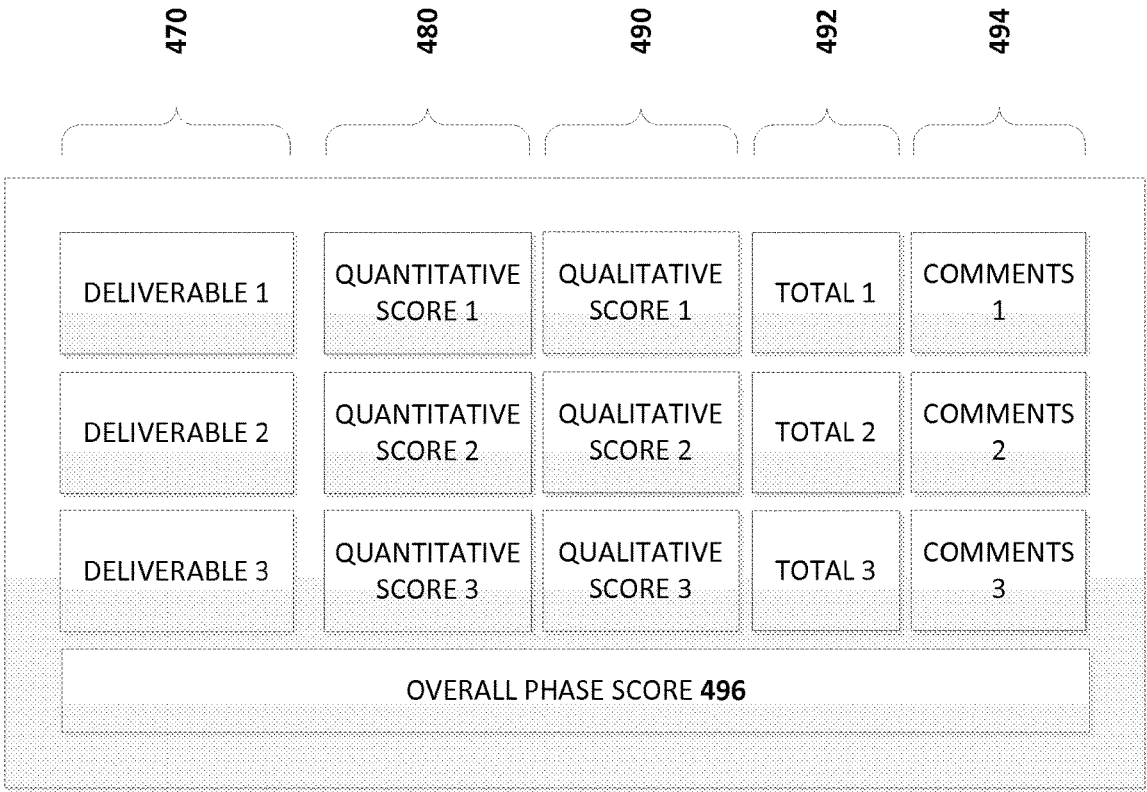 470
480
490
492
494
DELIVERABLE 1
QUANTITATIVE
SCORE 1
QUALITATIVE
SCORE 1
TOTAL 1
COMMENTS
1
DELIVERABLE 2
QUANTITATIVE
SCORE 2
QUALITATIVE
SCORE 2
TOTAL 2
COMMENTS
2
DELIVERABLE 3
QUANTITATIVE
SCORE 3
QUALITATIVE
SCORE 3
TOTAL 3
COMMENTS
3
OVERALL PHASE SCORE 496